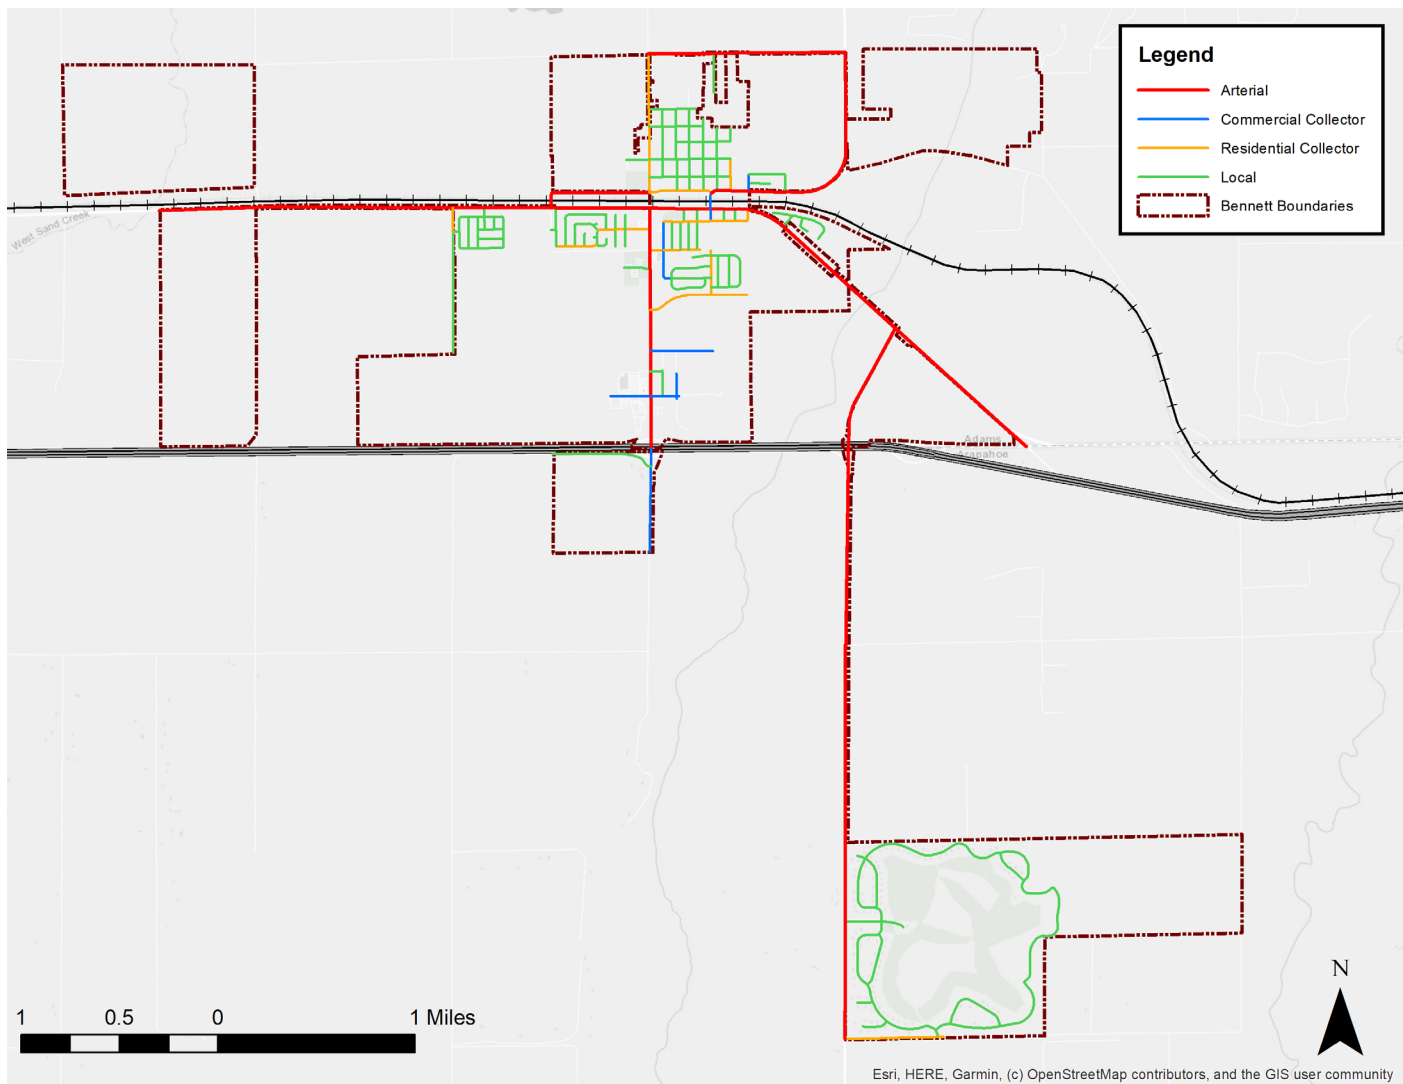 Legend
Arterial
Commercial Collector
Residential Collector
Local
Bennett Boundaries
West Sand Creek
Adams
Arapahoe
N
1 0.5 0 1 Miles
Esri, HERE, Garmin, (c) OpenStreetMap contributors, and the GIS user community